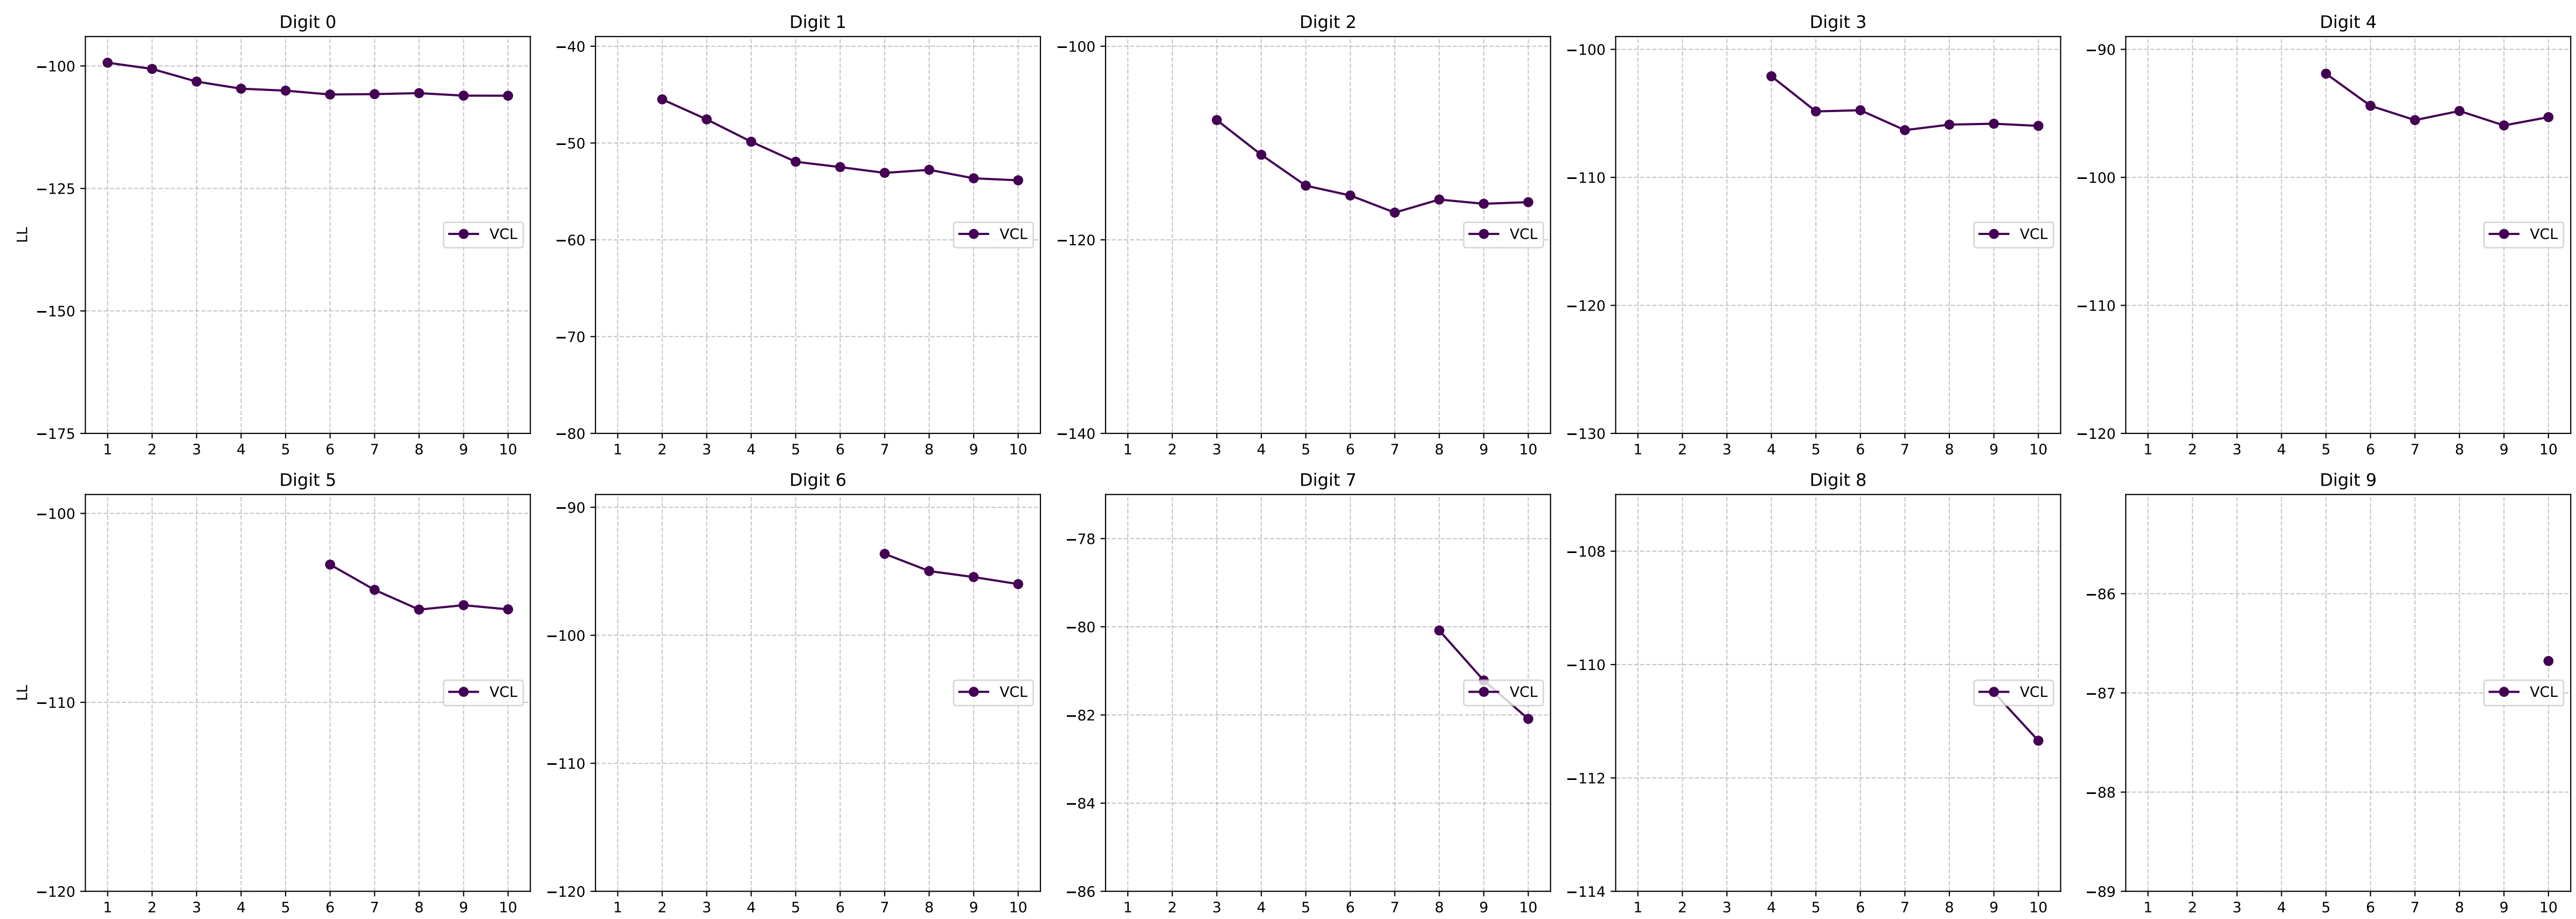 Digit 0
−100
−125
−150
−175
LL
VCL
1 2 3 4 5 6 7 8 9 10
Digit 1
−40
−50
−60
−70
−80
VCL
1 2 3 4 5 6 7 8 9 10
Digit 2
−100
−120
−140
VCL
1 2 3 4 5 6 7 8 9 10
Digit 3
−100
−110
−120
−130
VCL
1 2 3 4 5 6 7 8 9 10
Digit 4
−90
−100
−110
−120
VCL
1 2 3 4 5 6 7 8 9 10
Digit 5
−100
−110
−120
LL
VCL
1 2 3 4 5 6 7 8 9 10
Digit 6
−90
−100
−110
−120
VCL
1 2 3 4 5 6 7 8 9 10
Digit 7
−78
−80
−82
−84
−86
VCL
1 2 3 4 5 6 7 8 9 10
Digit 8
−108
−110
−112
−114
VCL
1 2 3 4 5 6 7 8 9 10
Digit 9
−86
−87
−88
−89
VCL
1 2 3 4 5 6 7 8 9 10